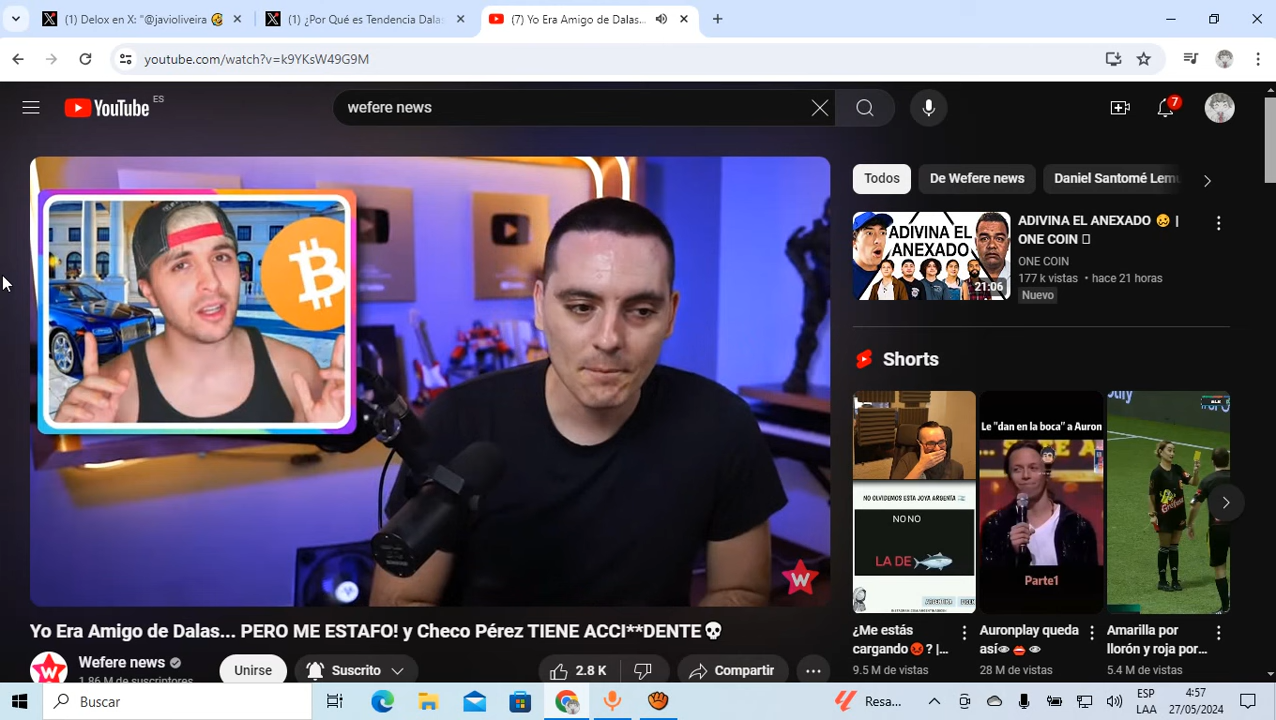 (1) Delox en X: "@javioliveira
(1) ¿Por Qué es Tendencia Dalas
(7) Yo Era Amigo de Dalas...
youtube.com/watch?v=k9YKsW49G9M
YouTube ES
wefere news
7
Todos
De Wefere news
Daniel Santomé Lemu
ADIVINA EL ANEXADO
21:06
ADIVINA EL ANEXADO 😥 |
ONE COIN
ONE COIN
177 k vistas • hace 21 horas
Nuevo
Shorts
NO OLVIDEMOS ESTA JOYA ARGENTA
NO NO
LA DE
Le "dan en la boca" a Auron
Parte1
W
¿Me estás
cargando😡? |...
9.5 M de vistas
Auronplay queda
así👁️👄👁️
28 M de vistas
Amarilla por
llorón y roja por...
5.4 M de vistas
Yo Era Amigo de Dalas... PERO ME ESTAFO! y Checo Pérez TIENE ACCI**DENTE💀
Wefere news
1.86 M de suscriptores
Unirse
Suscrito
2.8 K
Compartir
Buscar
Resa...
ESP
LAA
4:57
27/05/2024